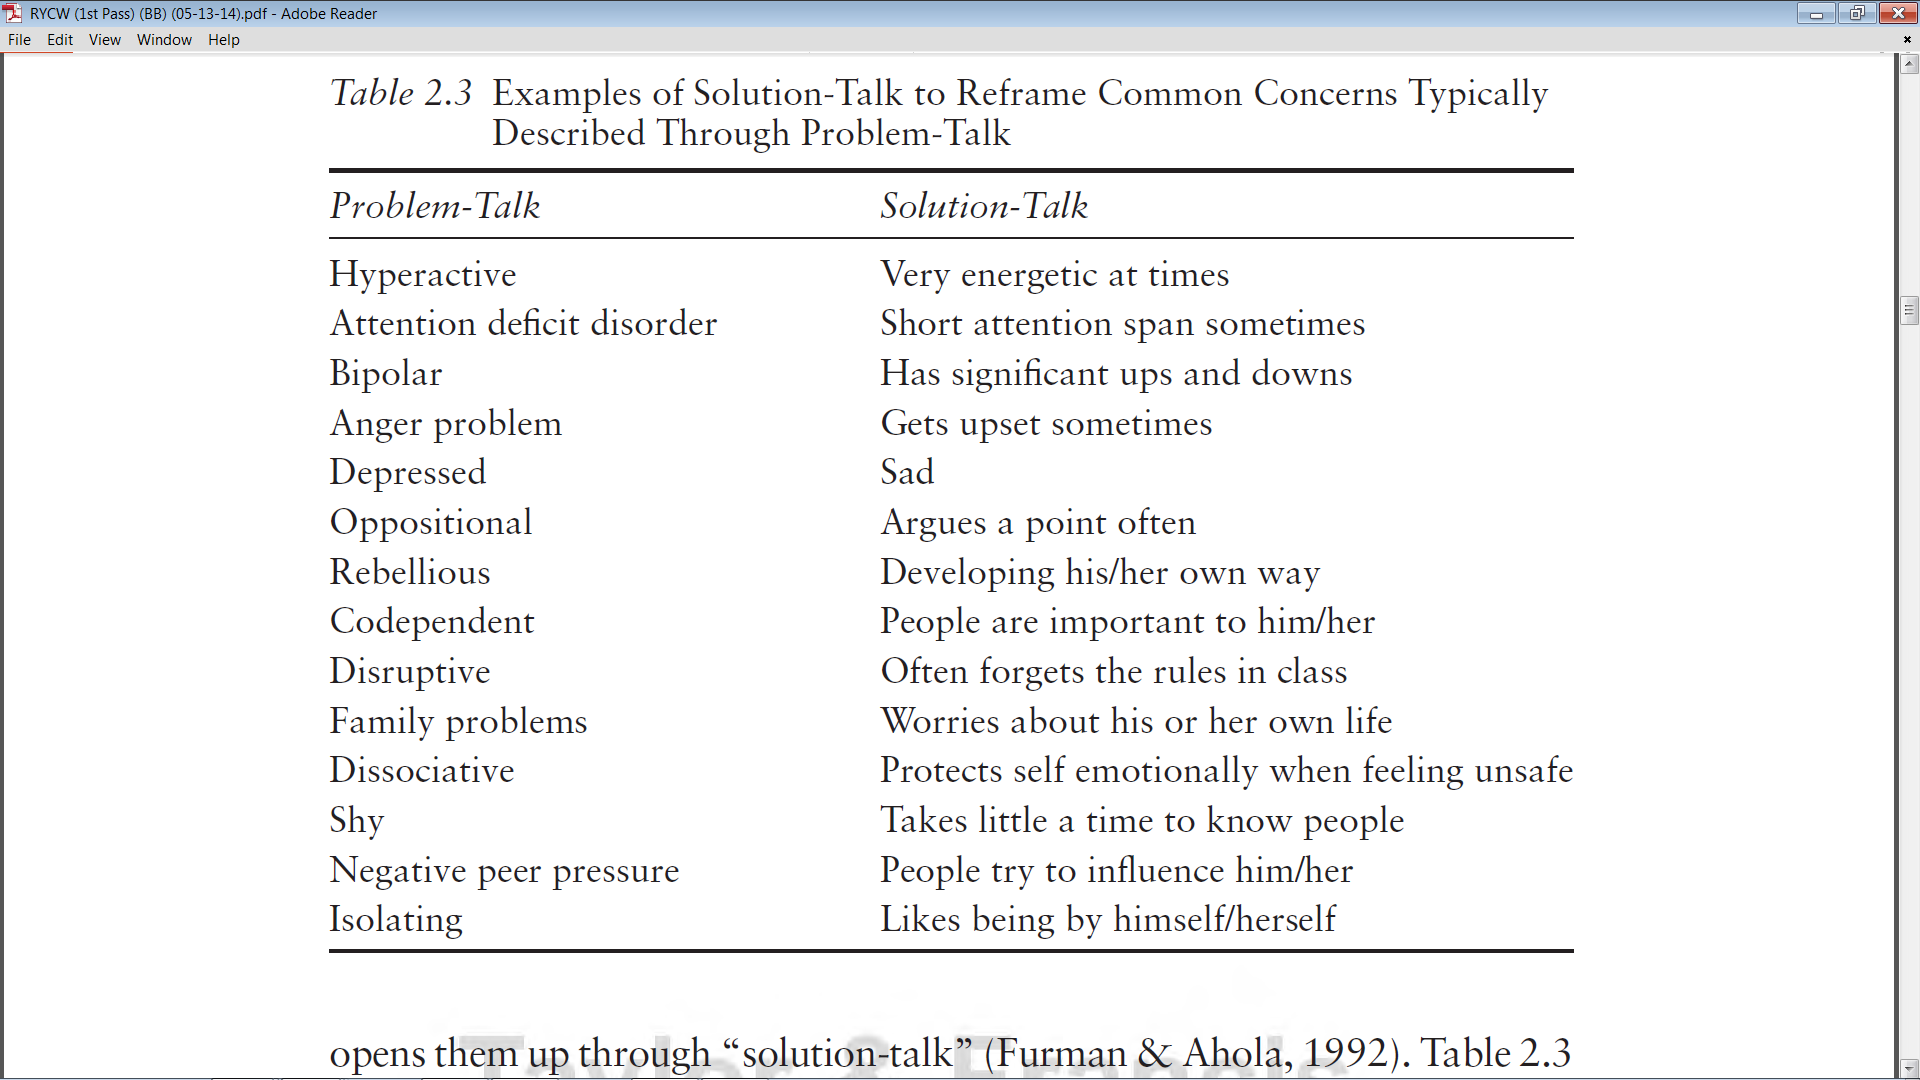 RYCW (1st Pass) (BB) (05-13-14).pdf - Adobe Reader
File Edit View Window Help
Table 2.3 Examples of Solution-Talk to Reframe Common Concerns Typically
Described Through Problem-Talk
Problem-Talk Solution-Talk
Hyperactive Very energetic at times
Attention deficit disorder Short attention span sometimes
Bipolar Has significant ups and downs
Anger problem Gets upset sometimes
Depressed Sad
Oppositional Argues a point often
Rebellious Developing his/her own way
Codependent People are important to him/her
Disruptive Often forgets the rules in class
Family problems Worries about his or her own life
Dissociative Protects self emotionally when feeling unsafe
Shy Takes little a time to know people
Negative peer pressure People try to influence him/her
Isolating Likes being by himself/herself
opens them up through “solution-talk” (Furman & Ahola, 1992). Table 2.3
Taylor & Francis